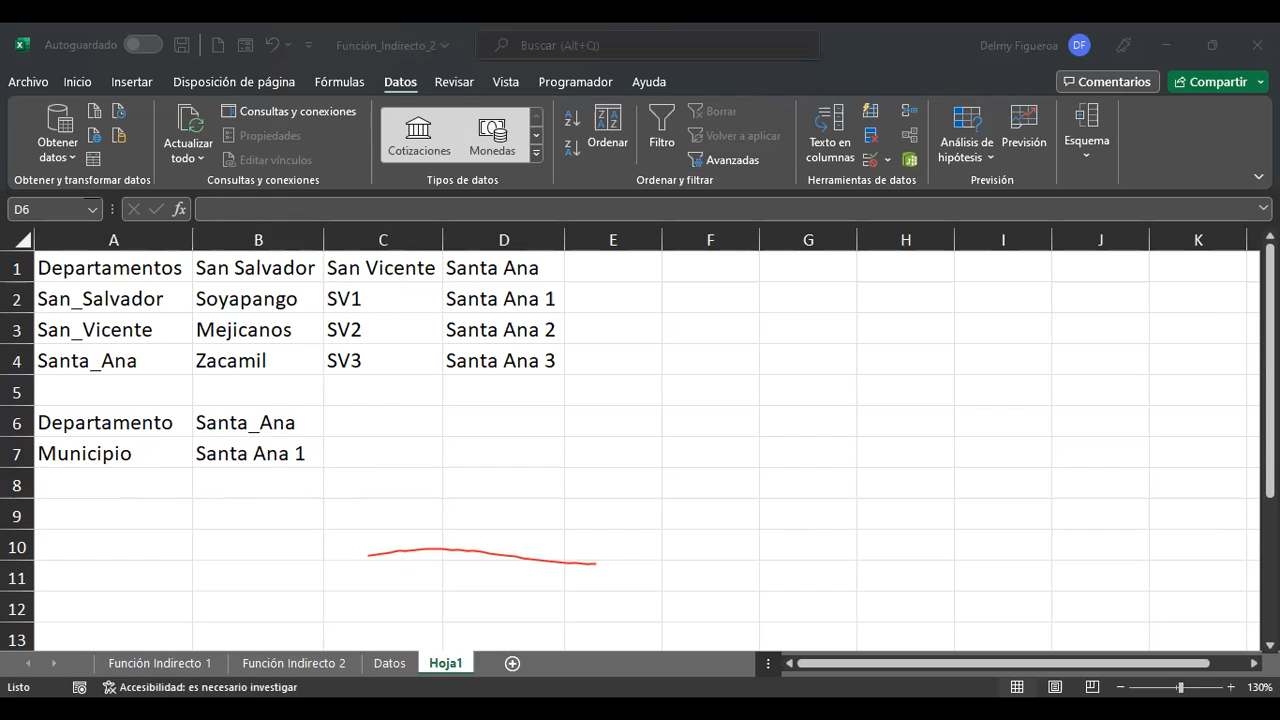 Autoguardado Función_Indirecto_2 Buscar (Alt+Q) Delmy Figueroa DF
Archivo Inicio Insertar Disposición de página Fórmulas Datos Revisar Vista Programador Ayuda Comentarios Compartir
Obtener datos
Actualizar todo
Consultas y conexiones
Propiedades
Editar vínculos
Cotizaciones Monedas
Ordenar
Filtro
Borrar
Volver a aplicar
Avanzadas
Texto en columnas
Análisis de hipótesis
Previsión
Esquema
Obtener y transformar datos Consultas y conexiones Tipos de datos Ordenar y filtrar Herramientas de datos Previsión
D6 fx
A B C D E F G H I J K
1 Departamentos San Salvador San Vicente Santa Ana
2 San_Salvador Soyapango SV1 Santa Ana 1
3 San_Vicente Mejicanos SV2 Santa Ana 2
4 Santa_Ana Zacamil SV3 Santa Ana 3
5
6 Departamento Santa_Ana
7 Municipio Santa Ana 1
8
9
10
11
12
13
Función Indirecto 1 Función Indirecto 2 Datos Hoja1
Listo Accesibilidad: es necesario investigar 130%